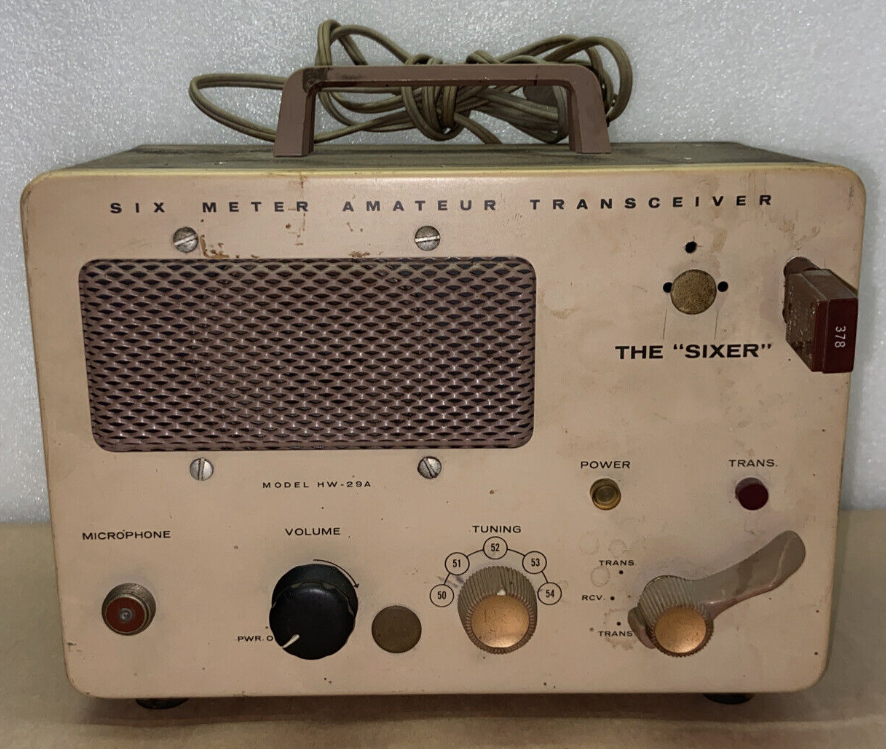 SIX METER AMATEUR TRANSCEIVER
378
THE "SIXER"
POWER
TRANS.
MODEL HW-29A
MICROPHONE
VOLUME
TUNING
50 51 52 53 54
TRANS.
RCV.
TRANS
PWR.O